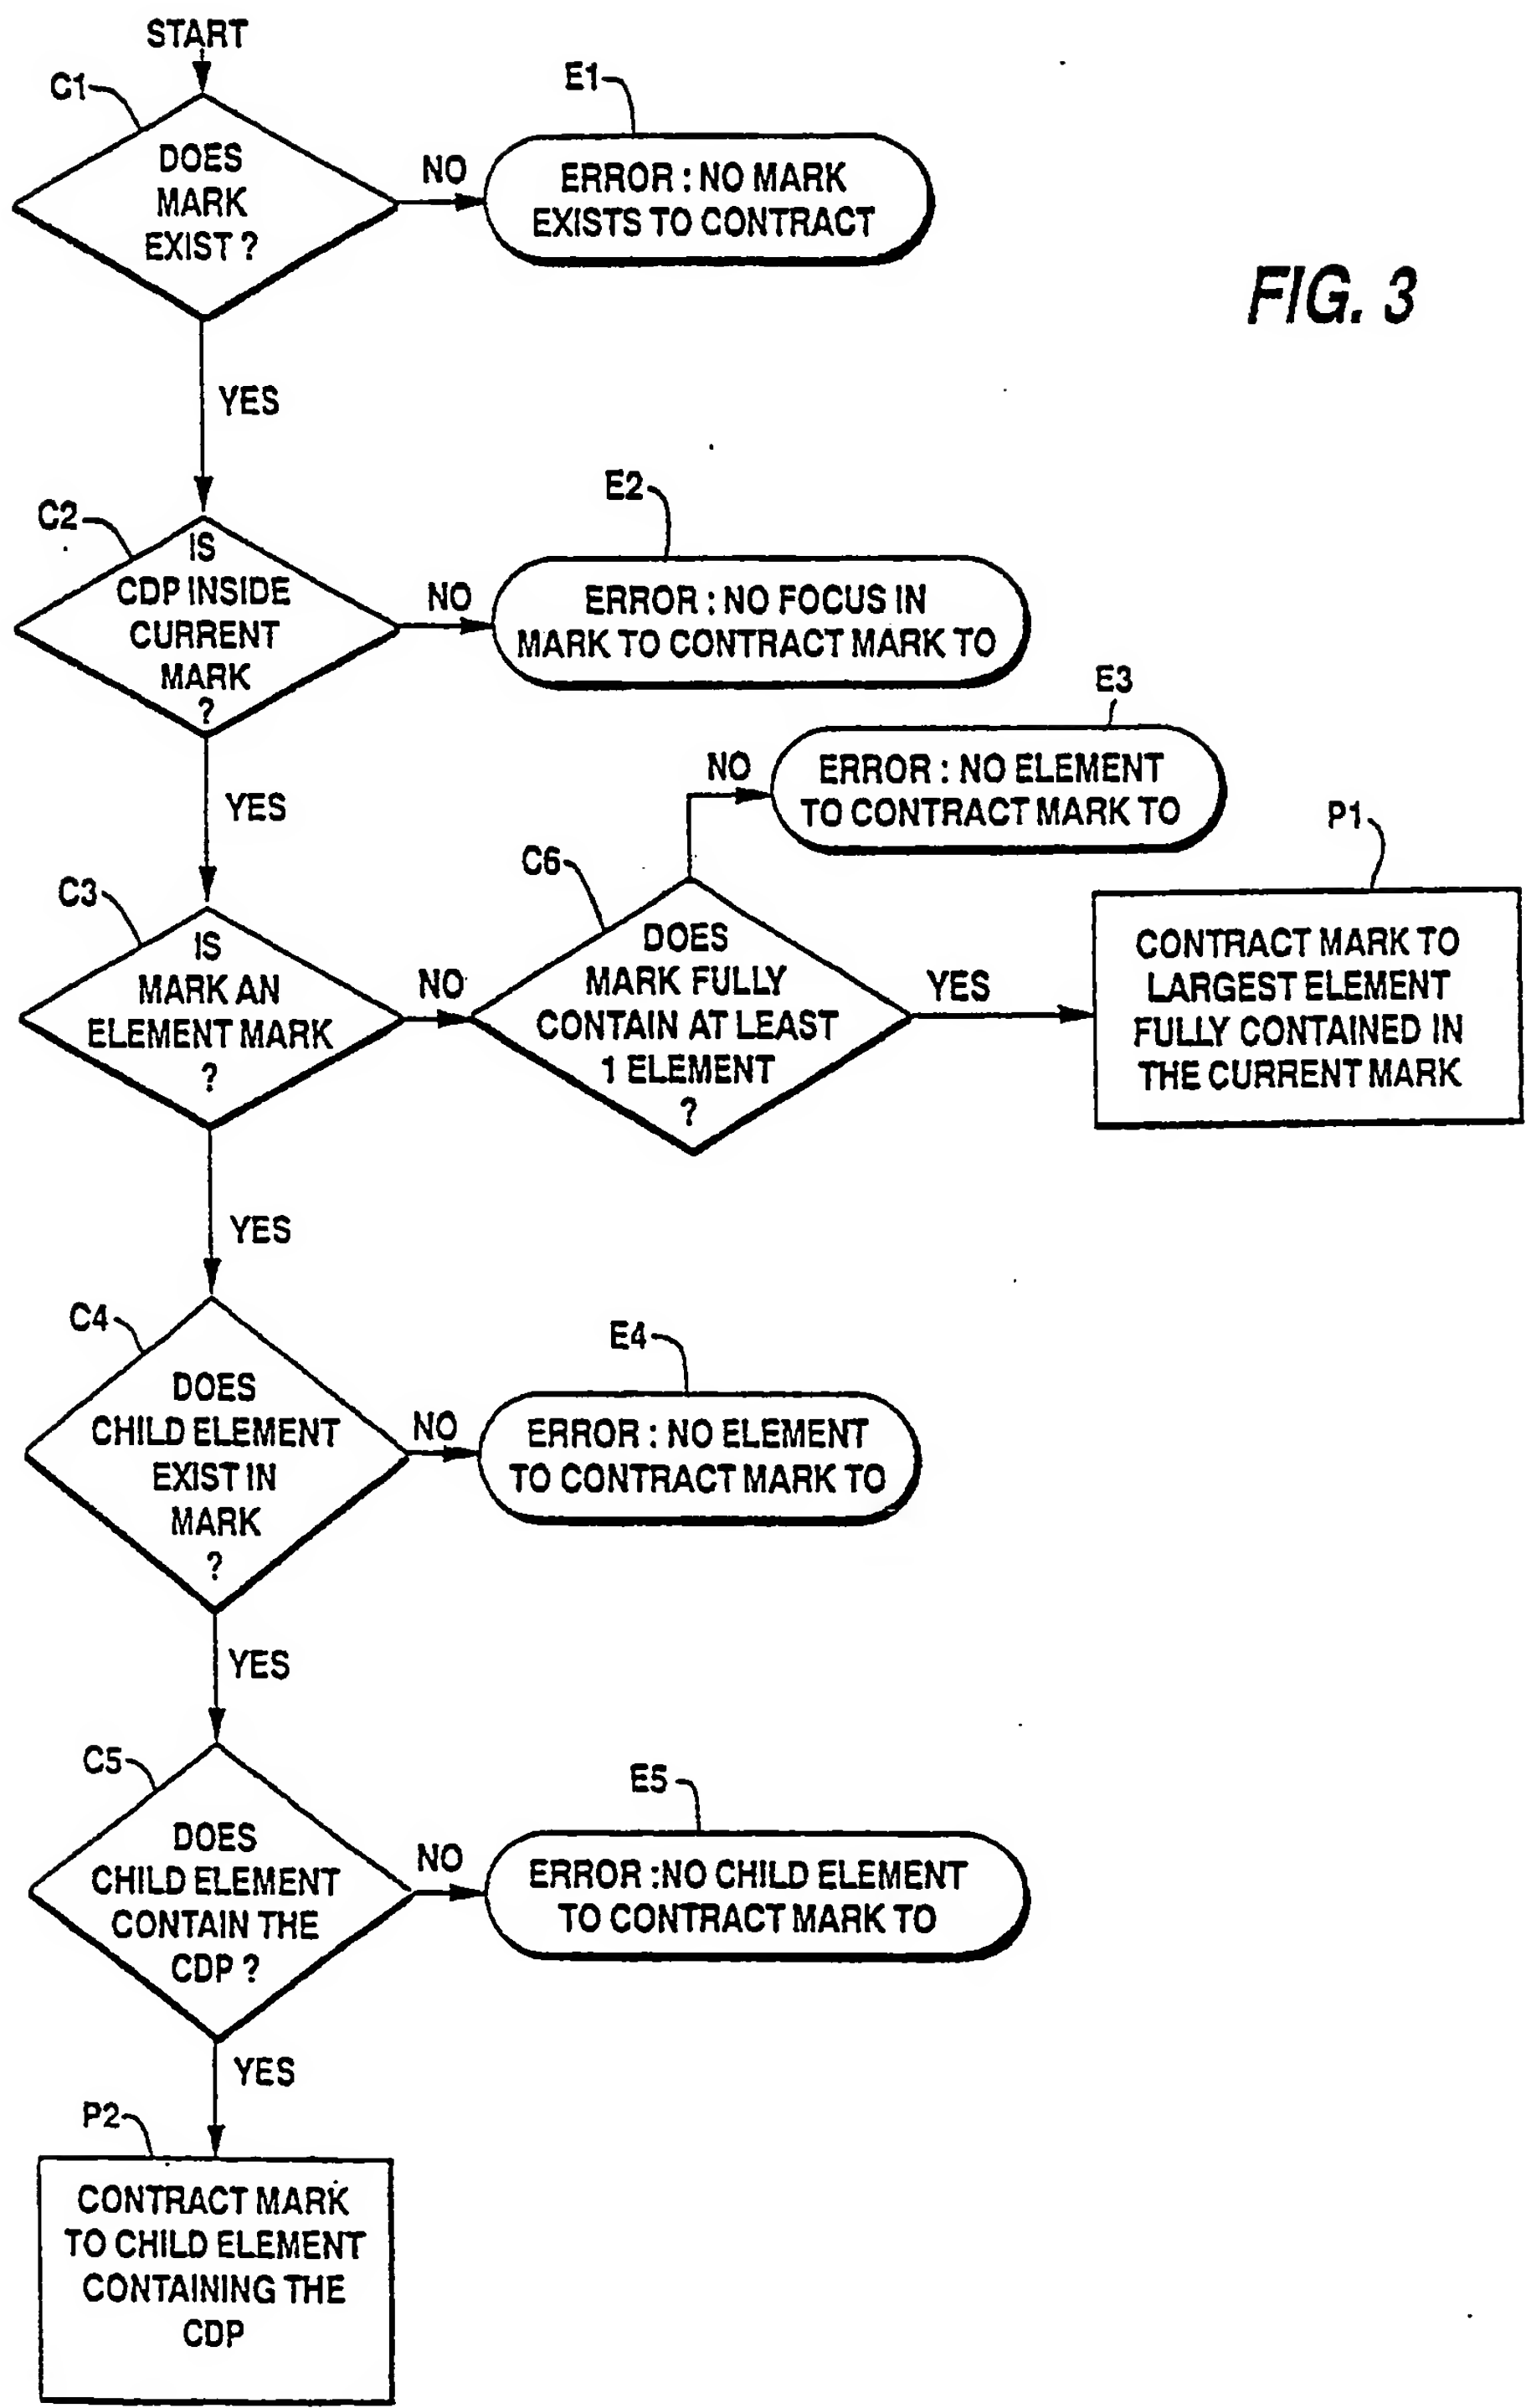 START
C1
DOES
MARK
EXIST ?
NO
E1
ERROR : NO MARK
EXISTS TO CONTRACT
FIG. 3
YES
C2
IS
CDP INSIDE
CURRENT
MARK
?
NO
E2
ERROR : NO FOCUS IN
MARK TO CONTRACT MARK TO
YES
C3
IS
MARK AN
ELEMENT MARK
?
NO
C6
DOES
MARK FULLY
CONTAIN AT LEAST
1 ELEMENT
?
NO
E3
ERROR : NO ELEMENT
TO CONTRACT MARK TO
YES
P1
CONTRACT MARK TO
LARGEST ELEMENT
FULLY CONTAINED IN
THE CURRENT MARK
YES
C4
DOES
CHILD ELEMENT
EXIST IN
MARK
?
NO
E4
ERROR : NO ELEMENT
TO CONTRACT MARK TO
YES
C5
DOES
CHILD ELEMENT
CONTAIN THE
CDP ?
NO
E5
ERROR :NO CHILD ELEMENT
TO CONTRACT MARK TO
YES
P2
CONTRACT MARK
TO CHILD ELEMENT
CONTAINING THE
CDP